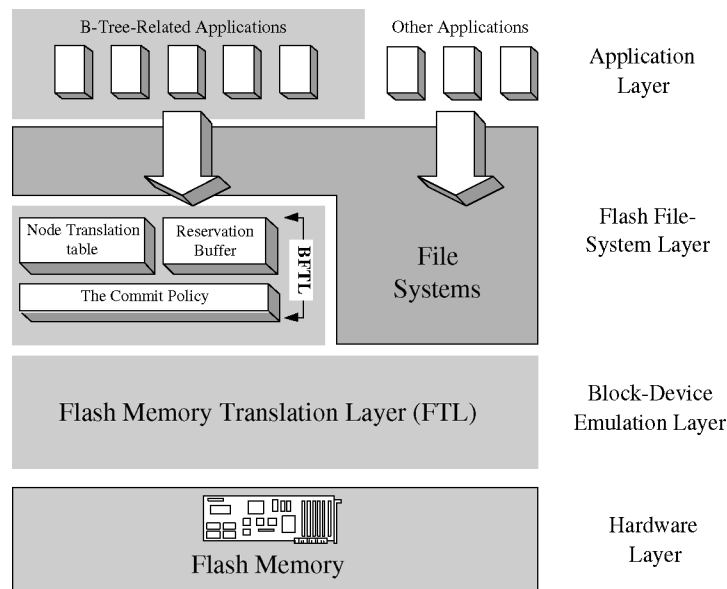 B-Tree-Related Applications
Other Applications
Application
Layer
Node Translation
table
Reservation
Buffer
BFTL
The Commit Policy
File
Systems
Flash File-
System Layer
Flash Memory Translation Layer (FTL)
Block-Device
Emulation Layer
Flash Memory
Hardware
Layer